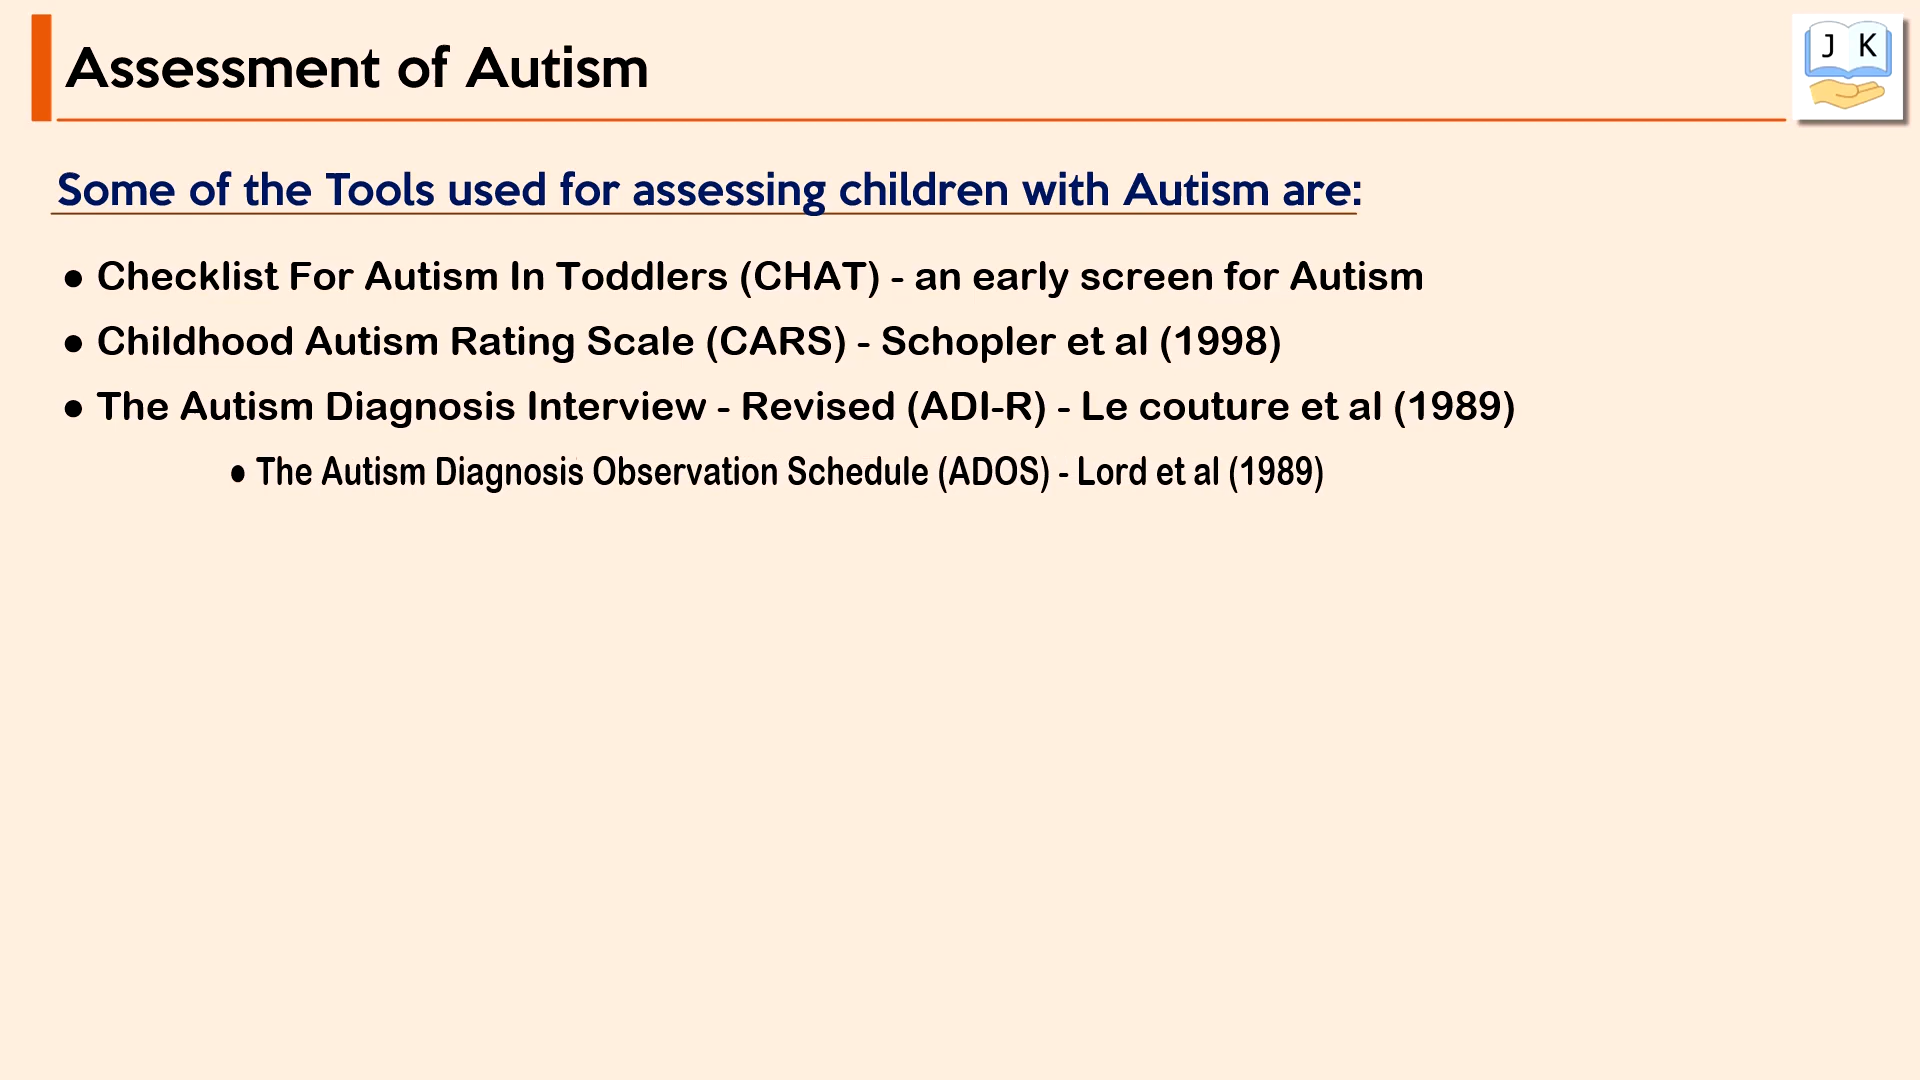 Assessment of Autism
J K
Some of the Tools used for assessing children with Autism are:
● Checklist For Autism In Toddlers (CHAT) - an early screen for Autism
● Childhood Autism Rating Scale (CARS) - Schopler et al (1998)
● The Autism Diagnosis Interview - Revised (ADI-R) - Le couture et al (1989)
● The Autism Diagnosis Observation Schedule (ADOS) - Lord et al (1989)